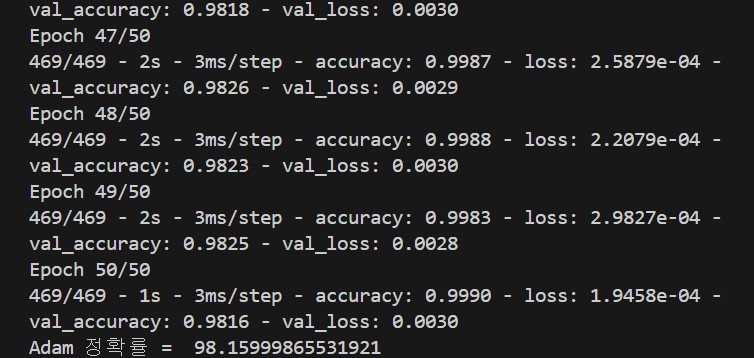 val_accuracy: 0.9818 - val_loss: 0.0030
Epoch 47/50
469/469 - 2s - 3ms/step - accuracy: 0.9987 - loss: 2.5879e-04 -
val_accuracy: 0.9826 - val_loss: 0.0029
Epoch 48/50
469/469 - 2s - 3ms/step - accuracy: 0.9988 - loss: 2.2079e-04 -
val_accuracy: 0.9823 - val_loss: 0.0030
Epoch 49/50
469/469 - 2s - 3ms/step - accuracy: 0.9983 - loss: 2.9827e-04 -
val_accuracy: 0.9825 - val_loss: 0.0028
Epoch 50/50
469/469 - 1s - 3ms/step - accuracy: 0.9990 - loss: 1.9458e-04 -
val_accuracy: 0.9816 - val_loss: 0.0030
Adam 정확률 =  98.15999865531921